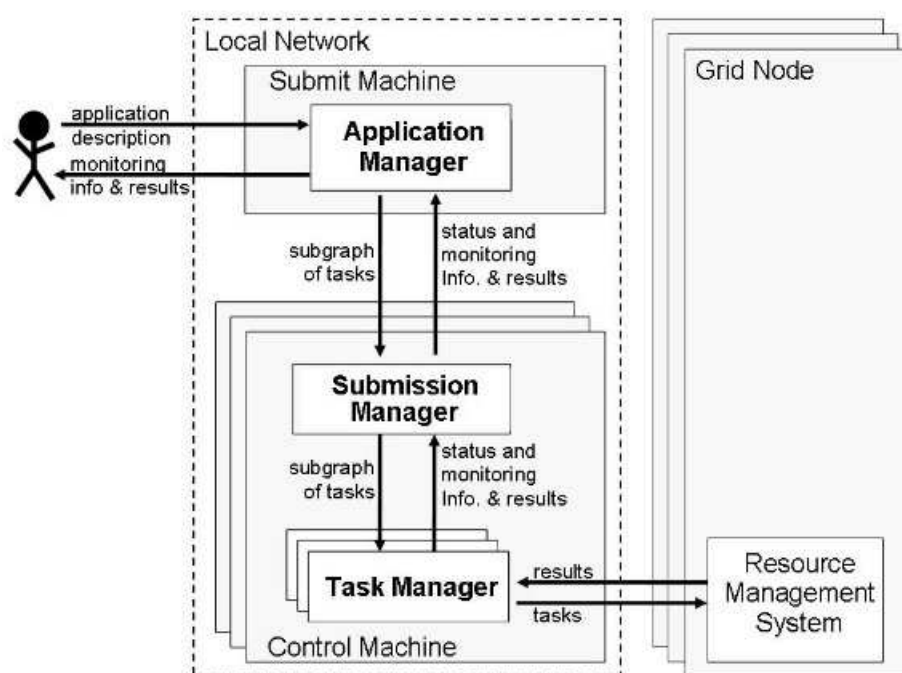 Local Network
Grid Node
Submit Machine
application
description
monitoring
info & results
Application
Manager
subgraph
of tasks
status and
monitoring
Info. & results
Submission
Manager
subgraph
of tasks
status and
monitoring
Info. & results
Task Manager
results
tasks
Resource
Management
System
Control Machine